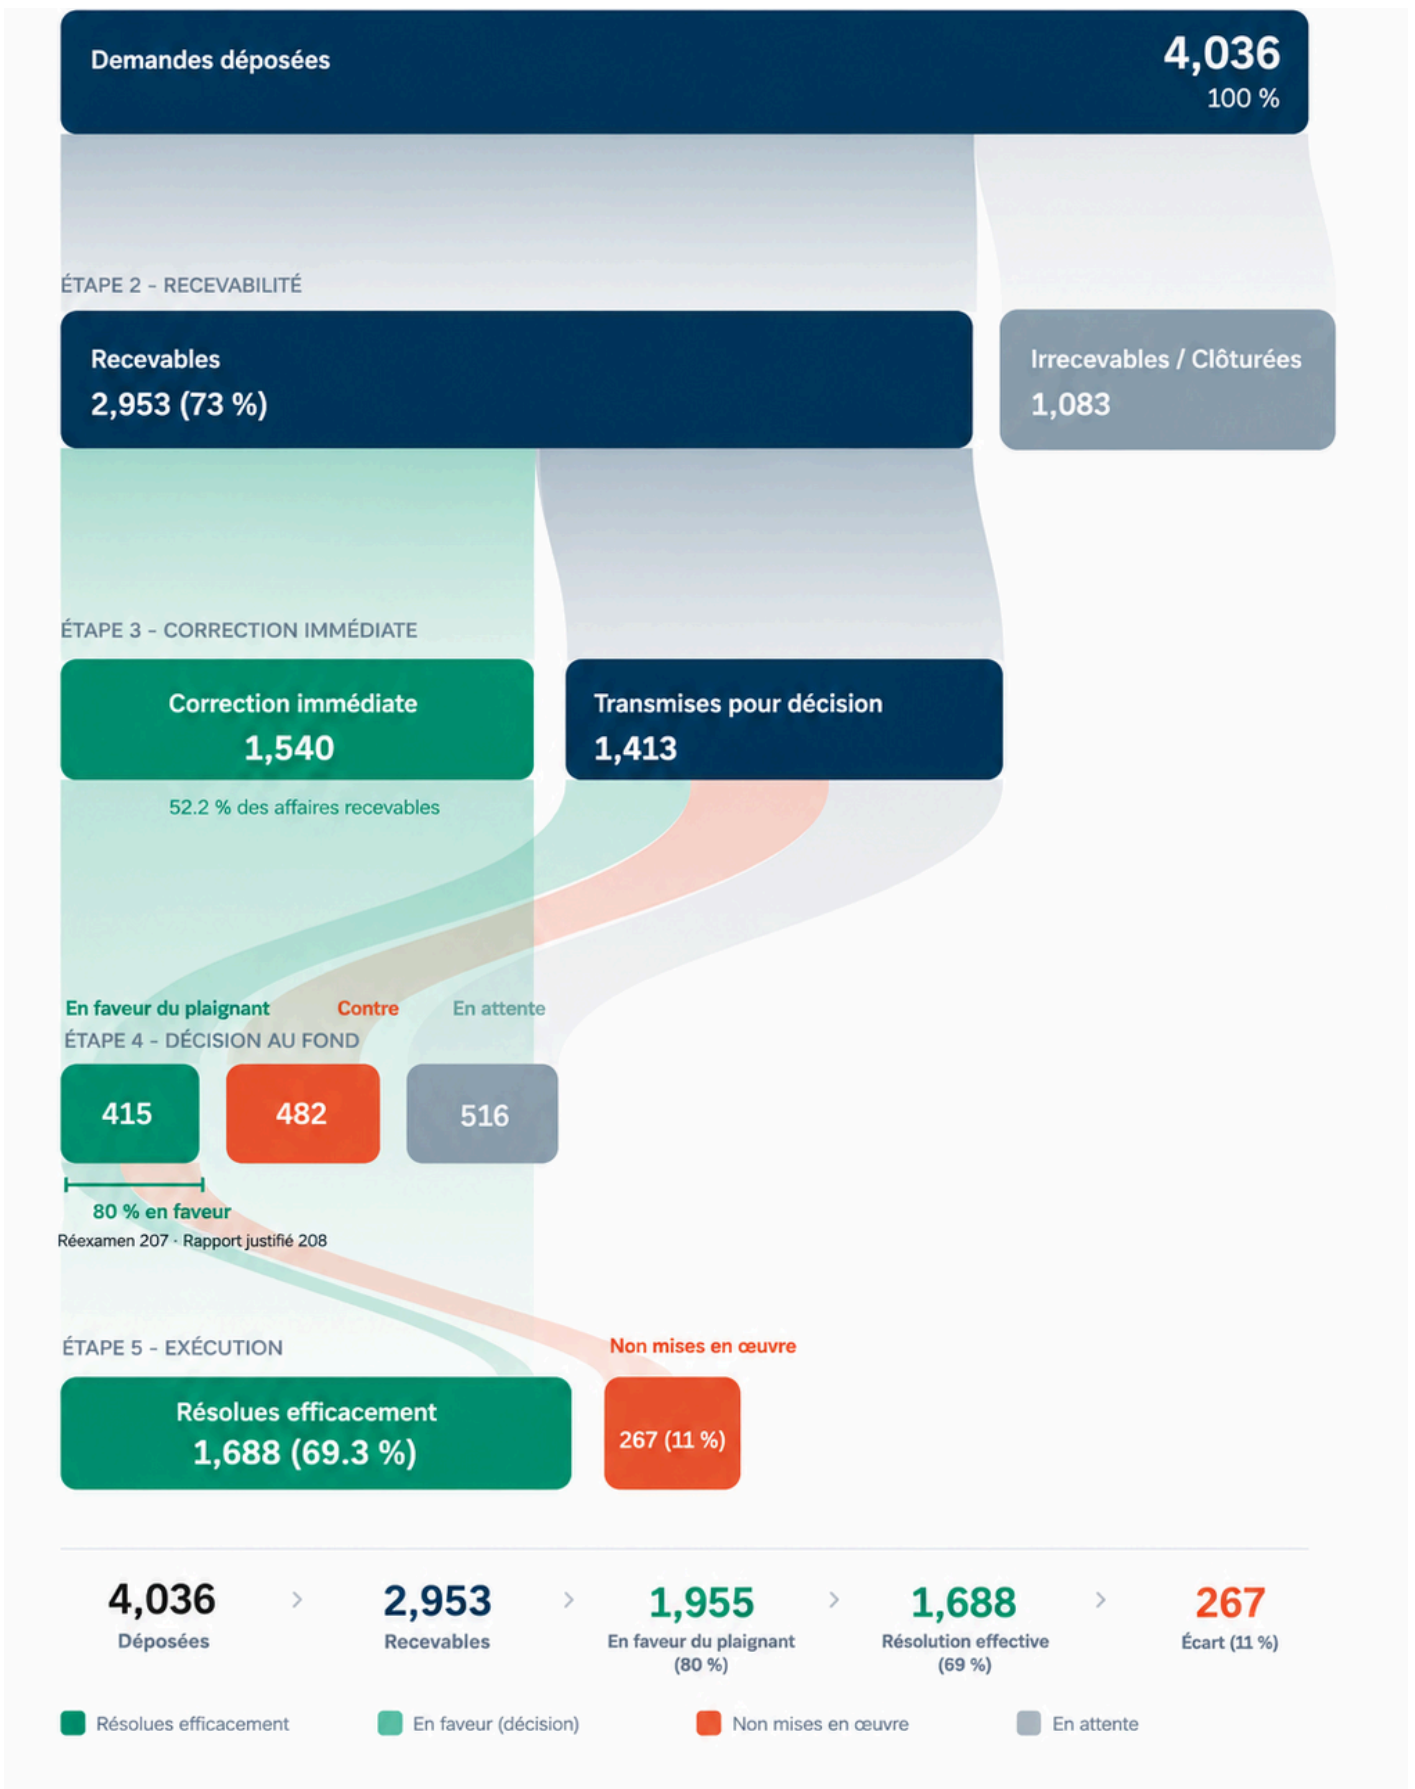 Demandes déposées
4,036
100 %
ÉTAPE 2 - RECEVABILITÉ
Recevables
2,953 (73 %)
Irrecevables / Clôturées
1,083
ÉTAPE 3 - CORRECTION IMMÉDIATE
Correction immédiate
1,540
Transmises pour décision
1,413
52.2 % des affaires recevables
En faveur du plaignant
Contre
En attente
ÉTAPE 4 - DÉCISION AU FOND
415
482
516
80 % en faveur
Réexamen 207 · Rapport justifié 208
ÉTAPE 5 - EXÉCUTION
Non mises en œuvre
Résolues efficacement
1,688 (69.3 %)
267 (11 %)
4,036
Déposées
>
2,953
Recevables
>
1,955
En faveur du plaignant
(80 %)
>
1,688
Résolution effective
(69 %)
>
267
Écart (11 %)
Résolues efficacement
En faveur (décision)
Non mises en œuvre
En attente